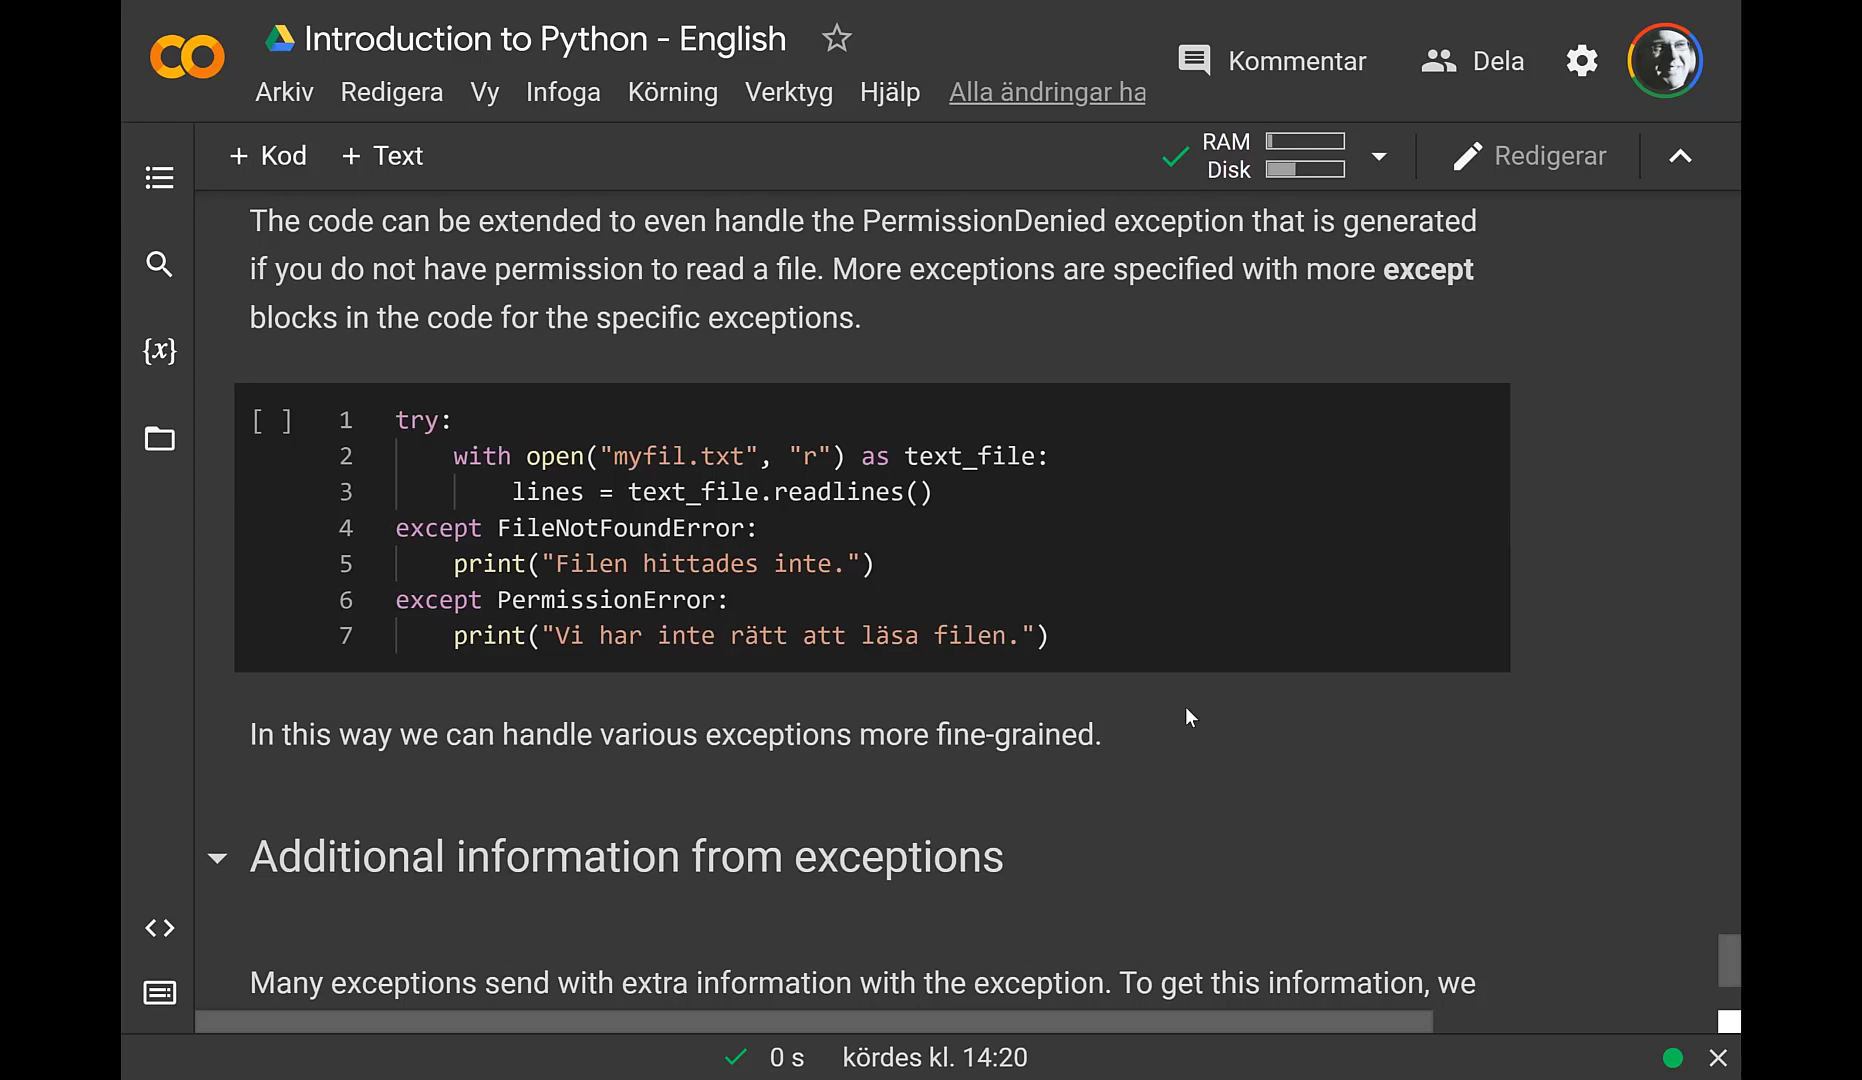 Introduction to Python - English
Kommentar
Dela
Arkiv Redigera Vy Infoga Körning Verktyg Hjälp Alla ändringar ha
+ Kod + Text
RAM
Disk
Redigerar
The code can be extended to even handle the PermissionDenied exception that is generated
if you do not have permission to read a file. More exceptions are specified with more except
blocks in the code for the specific exceptions.
[ ] 1 try:
2 with open("myfil.txt", "r") as text_file:
3 lines = text_file.readlines()
4 except FileNotFoundError:
5 print("Filen hittades inte.")
6 except PermissionError:
7 print("Vi har inte rätt att läsa filen.")
In this way we can handle various exceptions more fine-grained.
Additional information from exceptions
Many exceptions send with extra information with the exception. To get this information, we
0 s kördes kl. 14:20